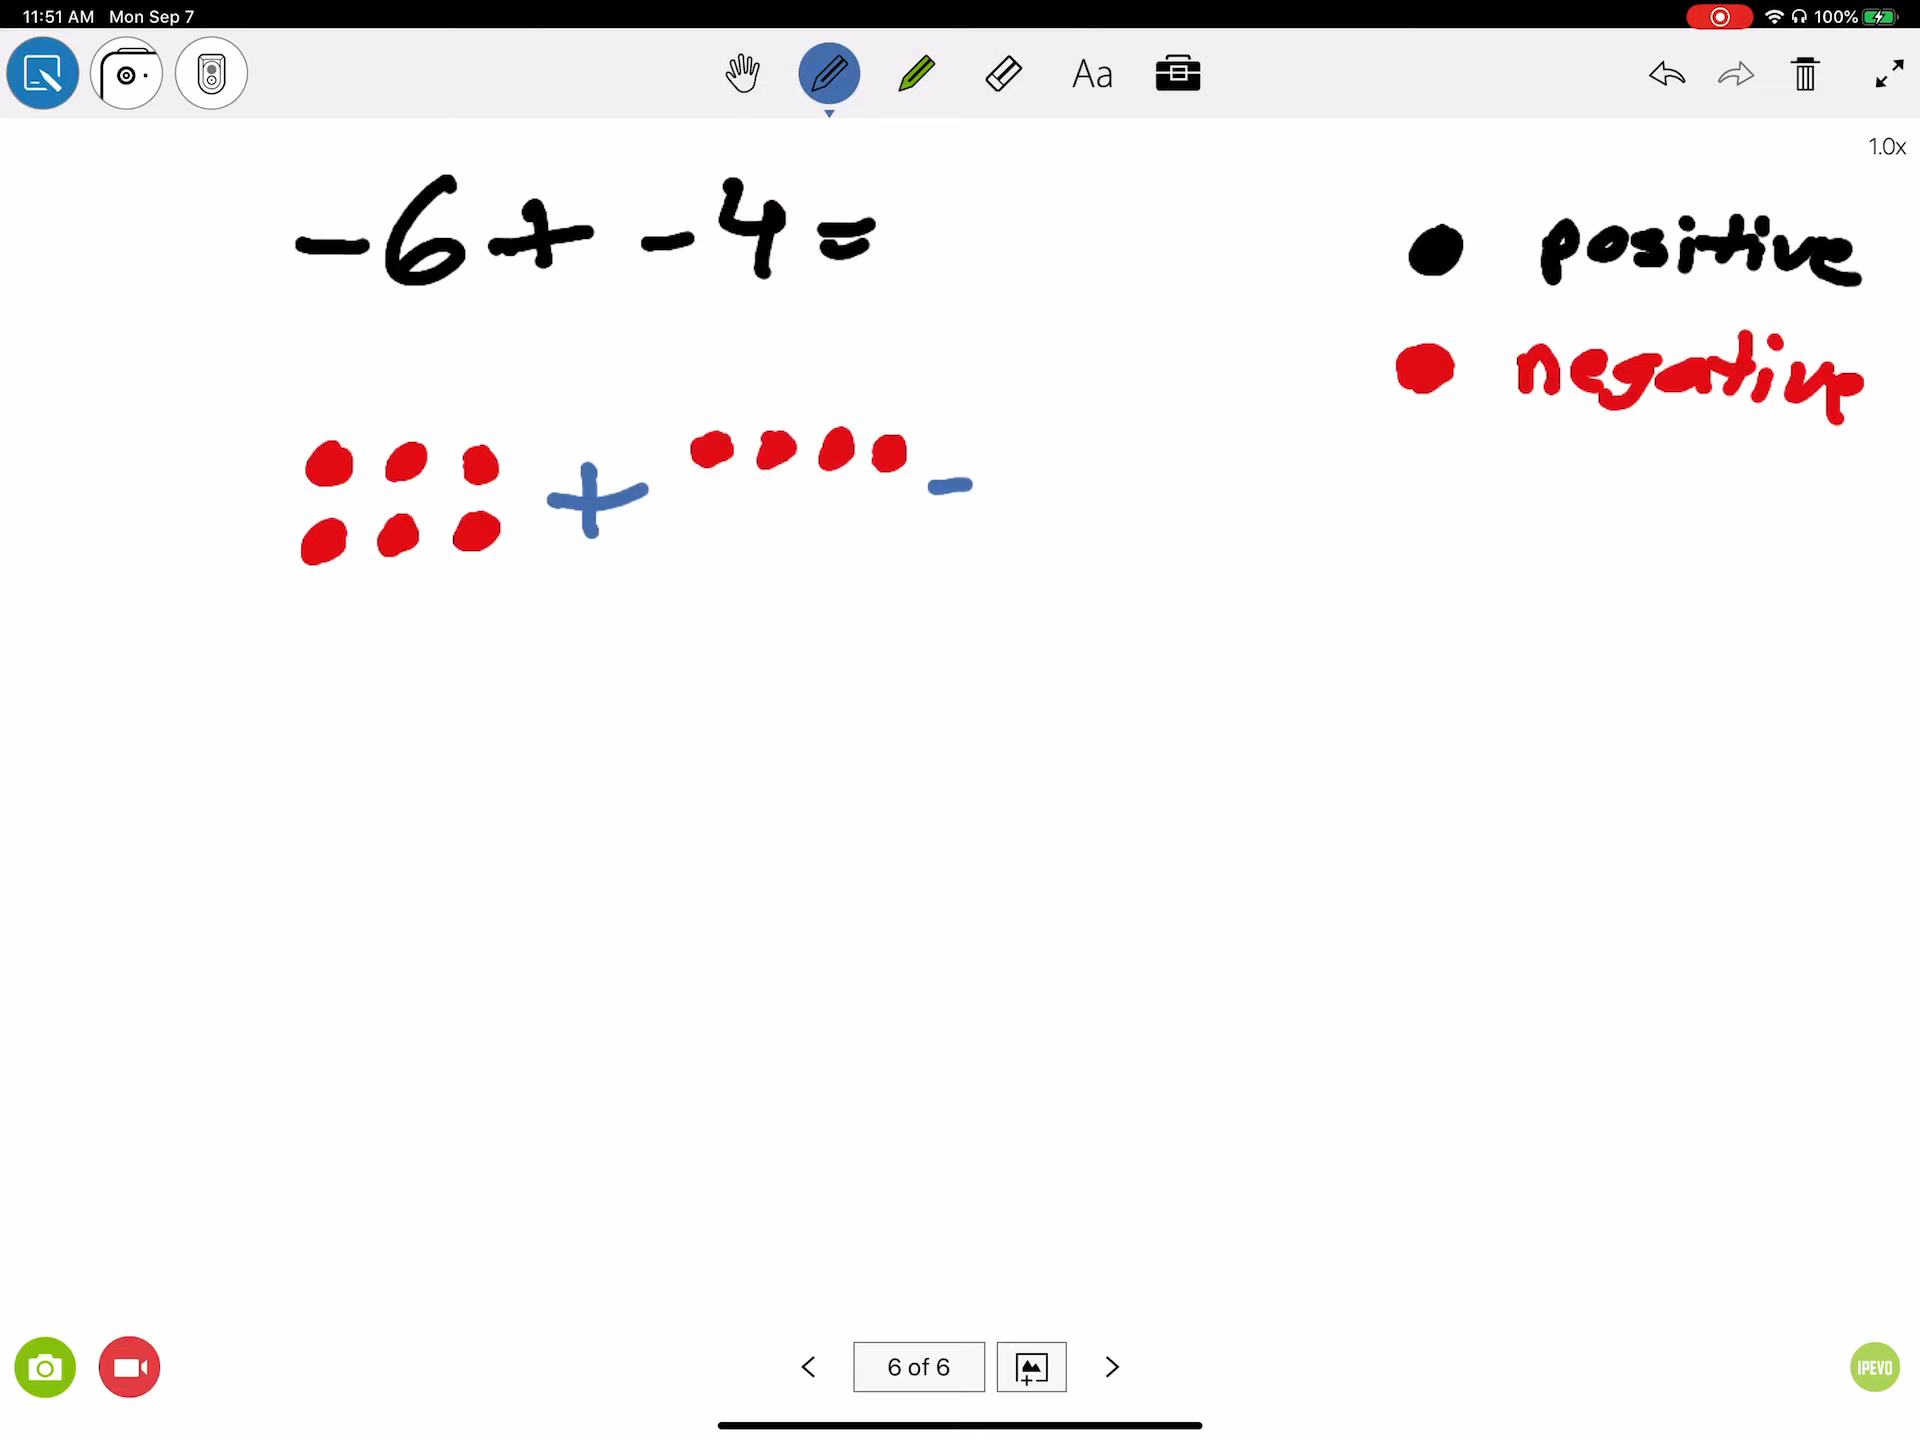 11:51 AM Mon Sep 7
100%
Aa
1.0x
-6 + -4 =
positive
negative
+ -
6 of 6
IPEVO